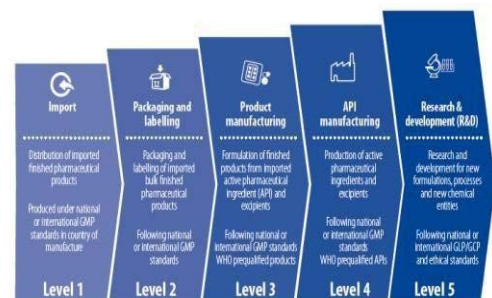 Import
Distribution of imported
finished pharmaceutical
products
Produced under national
or international GMP
standards in country of
manufacture
Level 1
Packaging and
labelling
Packaging and
labelling of imported
bulk finished
pharmaceutical
products
Following national
or international GMP
standards
Level 2
Product
manufacturing
Formulation of finished
products from imported
active pharmaceutical
ingredient (API) and
excipients
Following national or
international GMP standards
WHO prequalified products
Level 3
API
manufacturing
Production of active
pharmaceutical
ingredients and
excipients
Following national
or international GMP
standards
WHO prequalified APIs
Level 4
Research &
development (R&D)
Research and
development for new
formulations, processes
and new chemical
entities
Following national or
international GLP/GCP
and ethical standards
Level 5